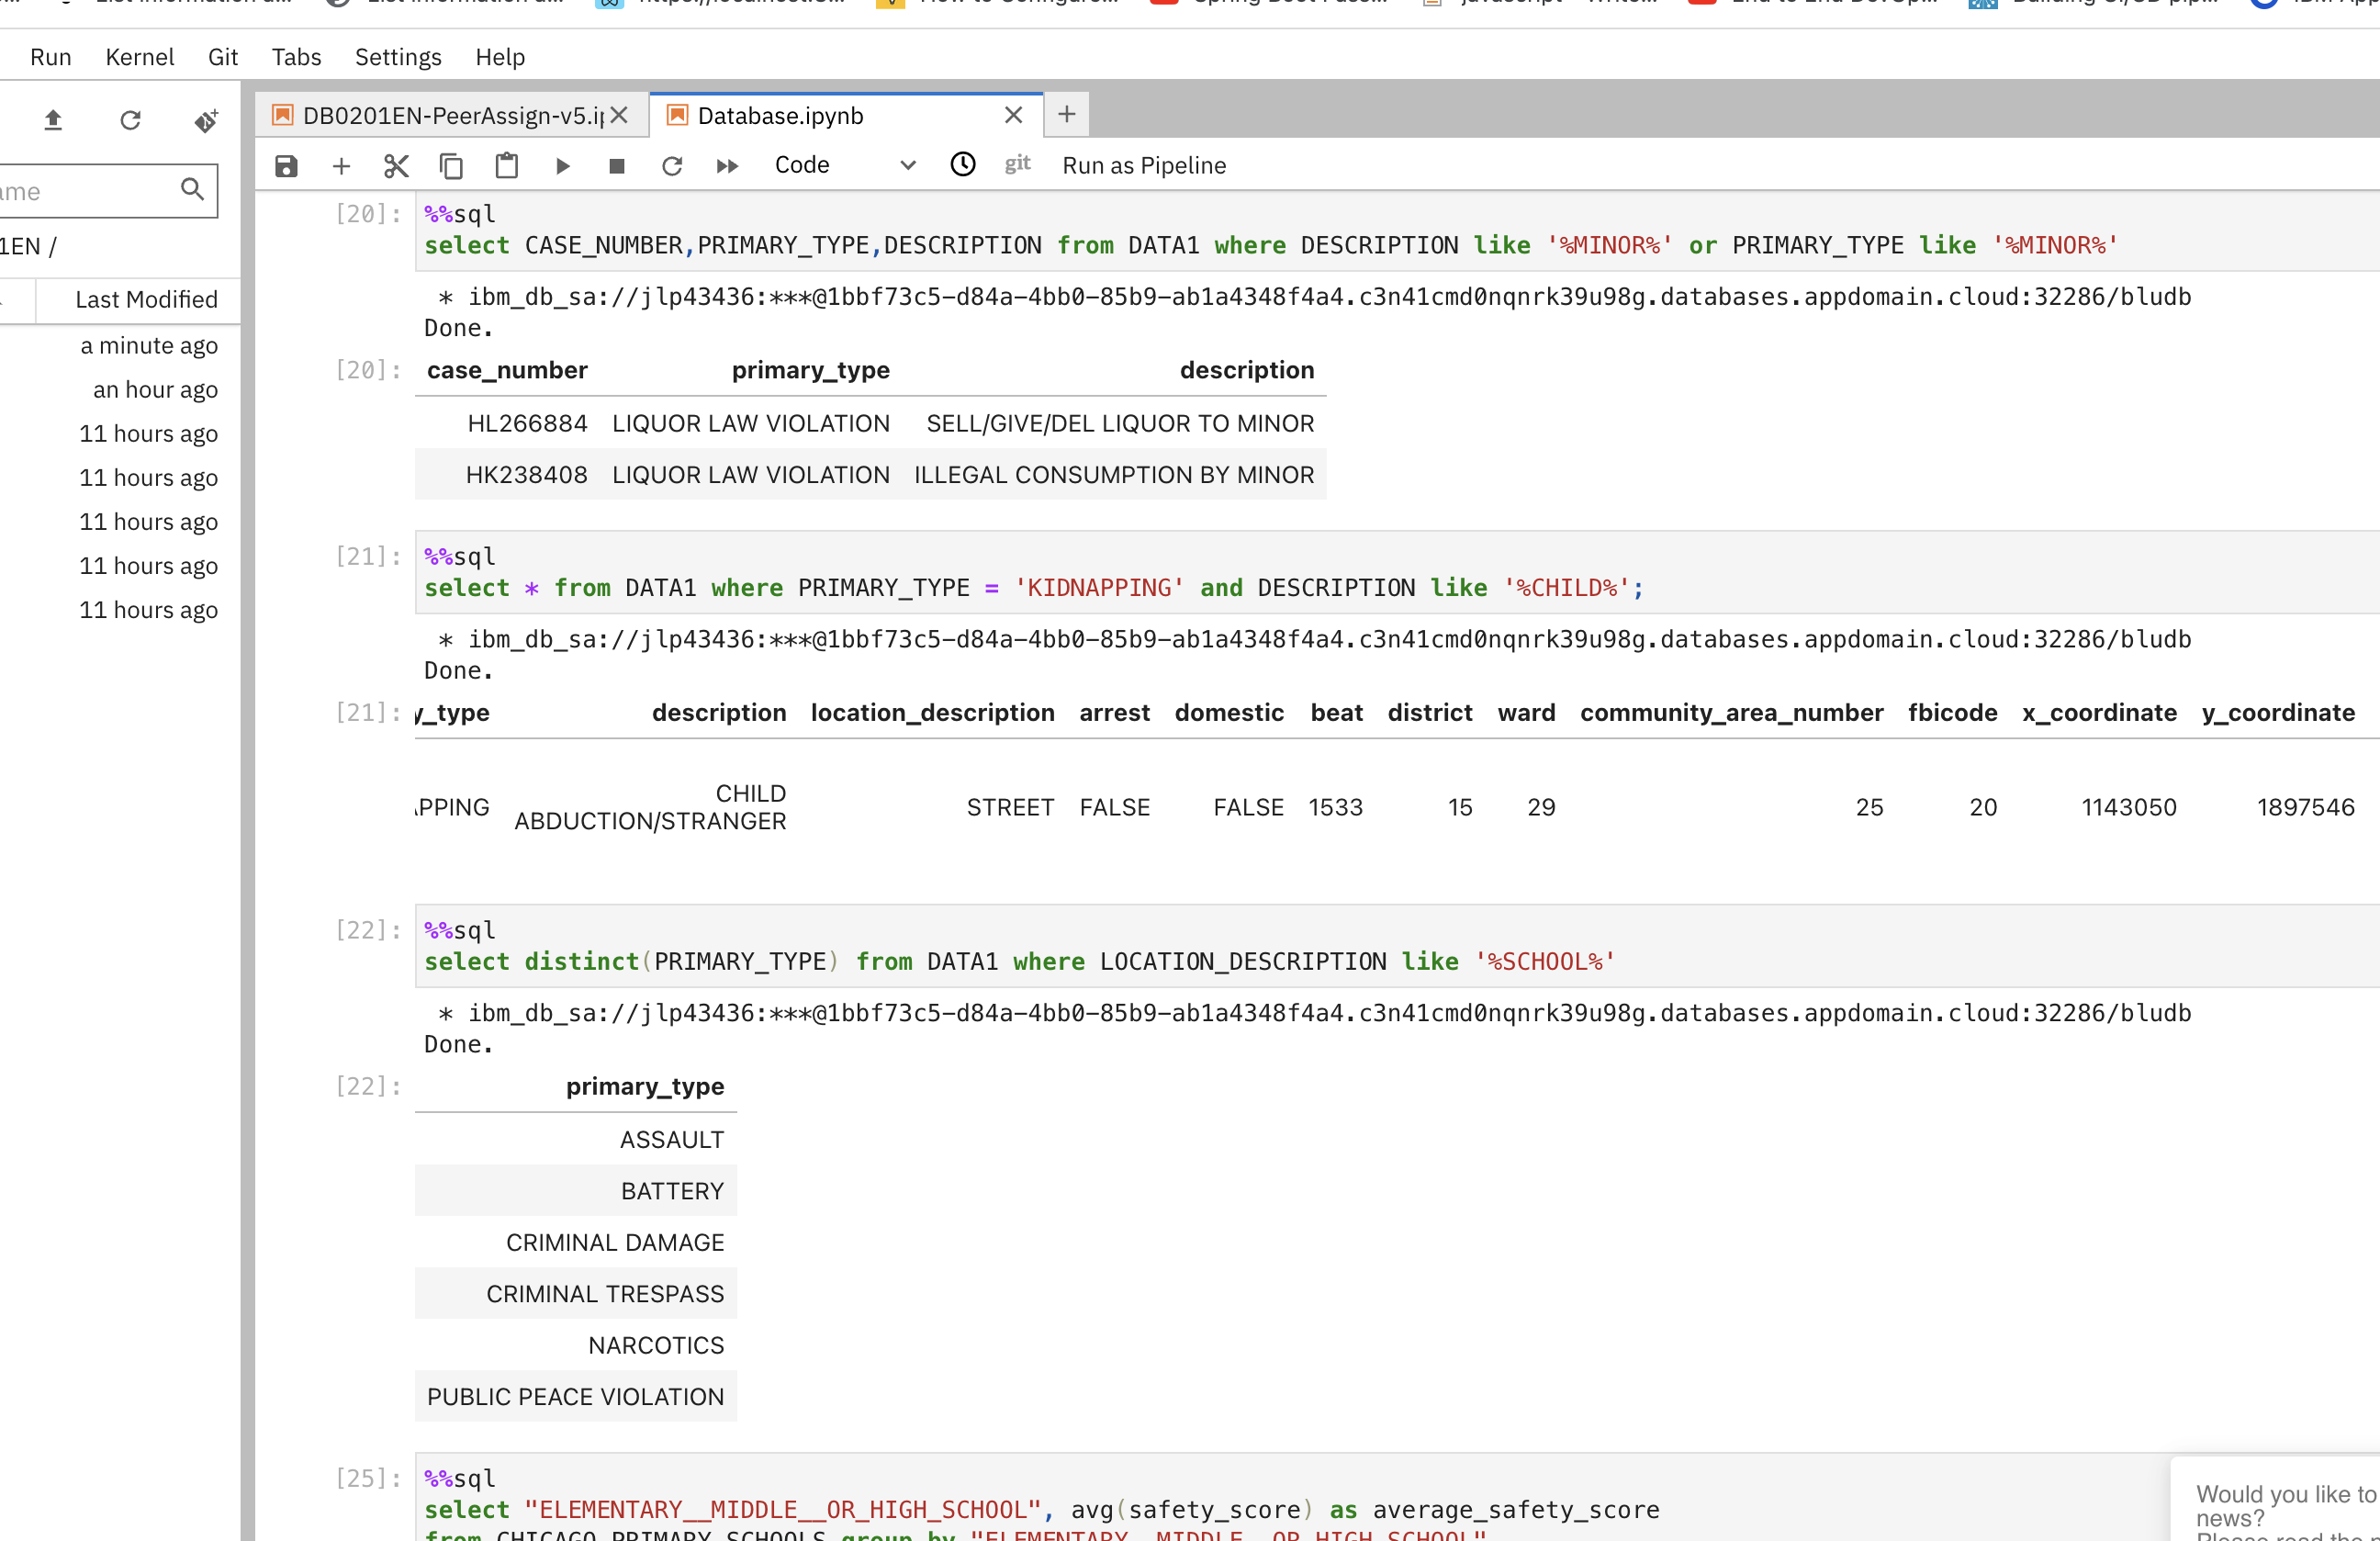 Run Kernel Git Tabs Settings Help
DB0201EN-PeerAssign-v5.i
Database.ipynb
Code
git
Run as Pipeline
ame
1EN /
Last Modified
a minute ago
an hour ago
11 hours ago
11 hours ago
11 hours ago
11 hours ago
11 hours ago
[20]:
%%sql
select CASE_NUMBER,PRIMARY_TYPE,DESCRIPTION from DATA1 where DESCRIPTION like '%MINOR%' or PRIMARY_TYPE like '%MINOR%'
* ibm_db_sa://jlp43436:***@1bbf73c5-d84a-4bb0-85b9-ab1a4348f4a4.c3n41cmd0nqnrk39u98g.databases.appdomain.cloud:32286/bludb
Done.
[20]: case_number primary_type description
HL266884 LIQUOR LAW VIOLATION SELL/GIVE/DEL LIQUOR TO MINOR
HK238408 LIQUOR LAW VIOLATION ILLEGAL CONSUMPTION BY MINOR
[21]:
%%sql
select * from DATA1 where PRIMARY_TYPE = 'KIDNAPPING' and DESCRIPTION like '%CHILD%';
* ibm_db_sa://jlp43436:***@1bbf73c5-d84a-4bb0-85b9-ab1a4348f4a4.c3n41cmd0nqnrk39u98g.databases.appdomain.cloud:32286/bludb
Done.
[21]: y_type description location_description arrest domestic beat district ward community_area_number fbicode x_coordinate y_coordinate
APPING CHILD ABDUCTION/STRANGER STREET FALSE FALSE 1533 15 29 25 20 1143050 1897546
[22]:
%%sql
select distinct(PRIMARY_TYPE) from DATA1 where LOCATION_DESCRIPTION like '%SCHOOL%'
* ibm_db_sa://jlp43436:***@1bbf73c5-d84a-4bb0-85b9-ab1a4348f4a4.c3n41cmd0nqnrk39u98g.databases.appdomain.cloud:32286/bludb
Done.
[22]: primary_type
ASSAULT
BATTERY
CRIMINAL DAMAGE
CRIMINAL TRESPASS
NARCOTICS
PUBLIC PEACE VIOLATION
[25]:
%%sql
select "ELEMENTARY__MIDDLE__OR_HIGH_SCHOOL", avg(safety_score) as average_safety_score
from CHICAGO_PRIMARY_SCHOOLS group by "ELEMENTARY__MIDDLE__OR_HIGH_SCHOOL"
Would you like to
news?
Please read the